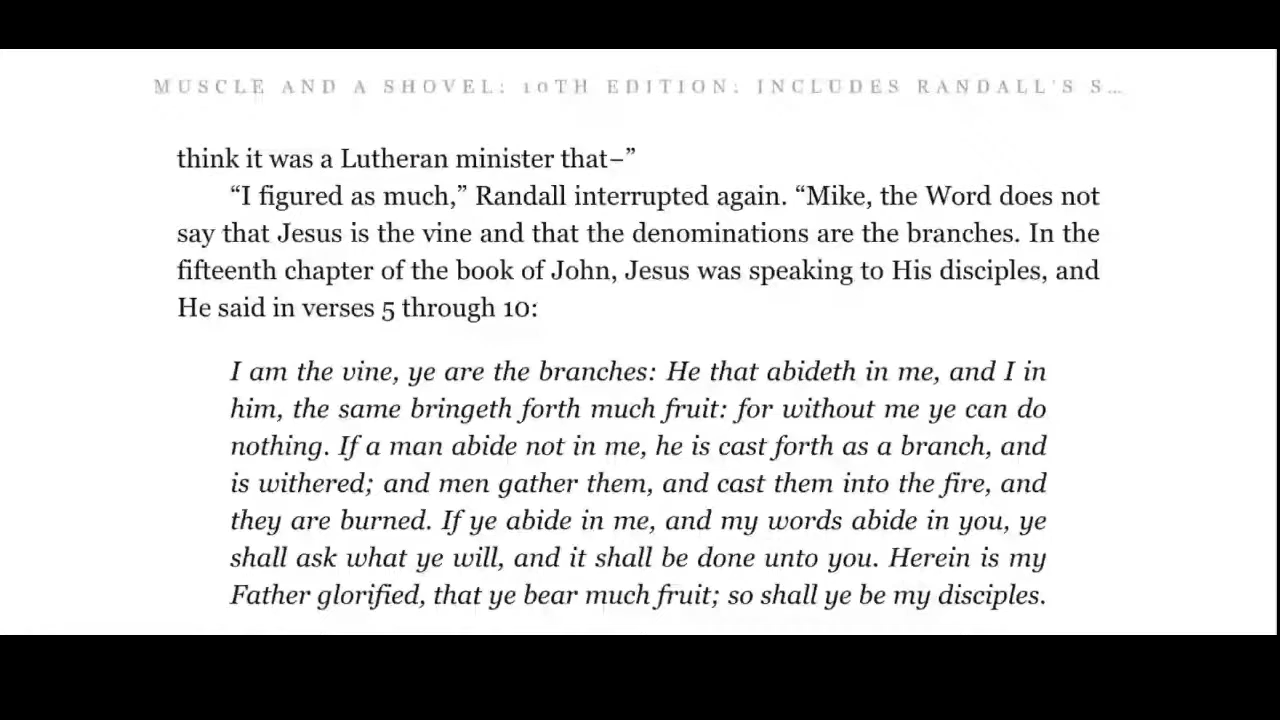 MUSCLE AND A SHOVEL: 10TH EDITION: INCLUDES RANDALL'S S...
think it was a Lutheran minister that–”
“I figured as much,” Randall interrupted again. “Mike, the Word does not
say that Jesus is the vine and that the denominations are the branches. In the
fifteenth chapter of the book of John, Jesus was speaking to His disciples, and
He said in verses 5 through 10:
I am the vine, ye are the branches: He that abideth in me, and I in
him, the same bringeth forth much fruit: for without me ye can do
nothing. If a man abide not in me, he is cast forth as a branch, and
is withered; and men gather them, and cast them into the fire, and
they are burned. If ye abide in me, and my words abide in you, ye
shall ask what ye will, and it shall be done unto you. Herein is my
Father glorified, that ye bear much fruit; so shall ye be my disciples.